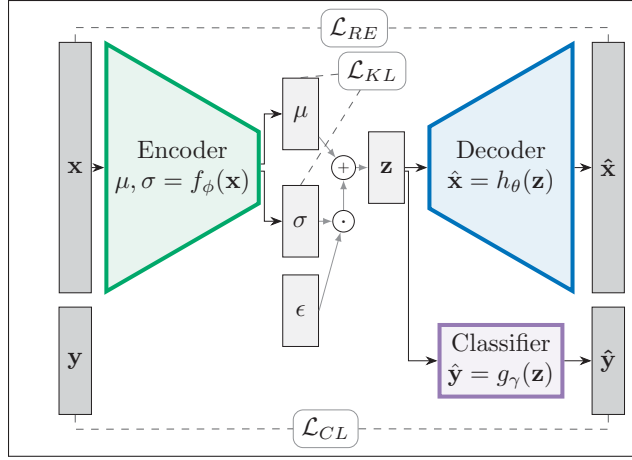 ℒ_RE
ℒ_KL
x
Encoder
μ, σ = f_ϕ(x)
μ
+
z
Decoder
x̂ = h_θ(z)
x̂
σ
·
ϵ
y
Classifier
ŷ = g_γ(z)
ŷ
ℒ_CL